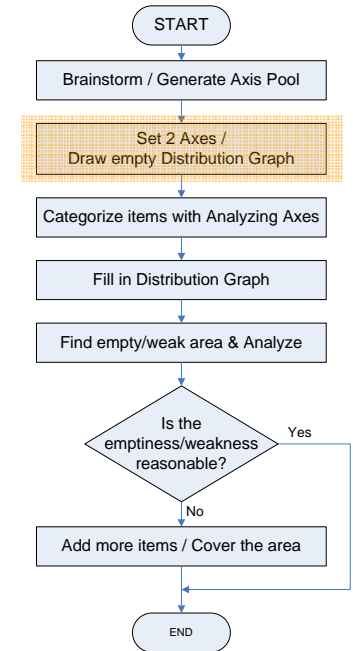 START
Brainstorm / Generate Axis Pool
Set 2 Axes /
Draw empty Distribution Graph
Categorize items with Analyzing Axes
Fill in Distribution Graph
Find empty/weak area & Analyze
Is the
emptiness/weakness
reasonable?
Yes
No
Add more items / Cover the area
END